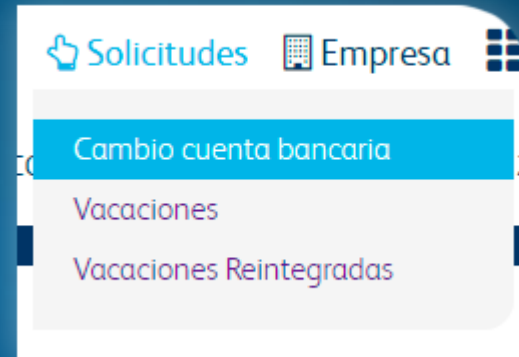 Solicitudes Empresa
Cambio cuenta bancaria
Vacaciones
Vacaciones Reintegradas